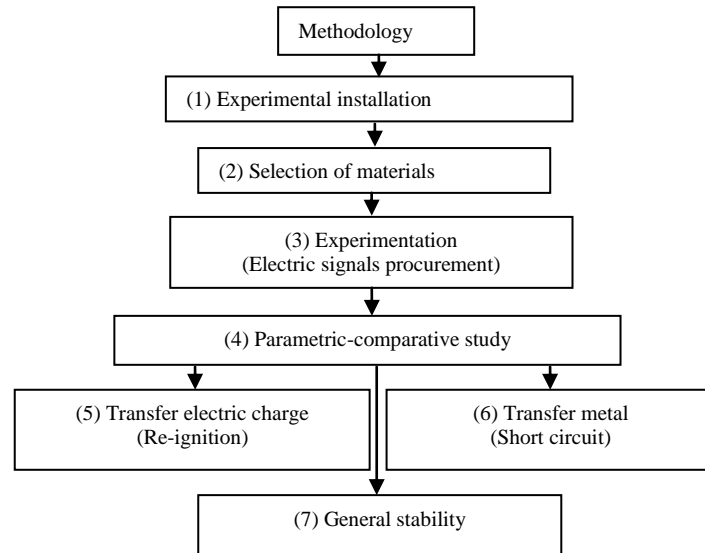 Methodology
(1) Experimental installation
(2) Selection of materials
(3) Experimentation
(Electric signals procurement)
(4) Parametric-comparative study
(5) Transfer electric charge
(Re-ignition)
(6) Transfer metal
(Short circuit)
(7) General stability